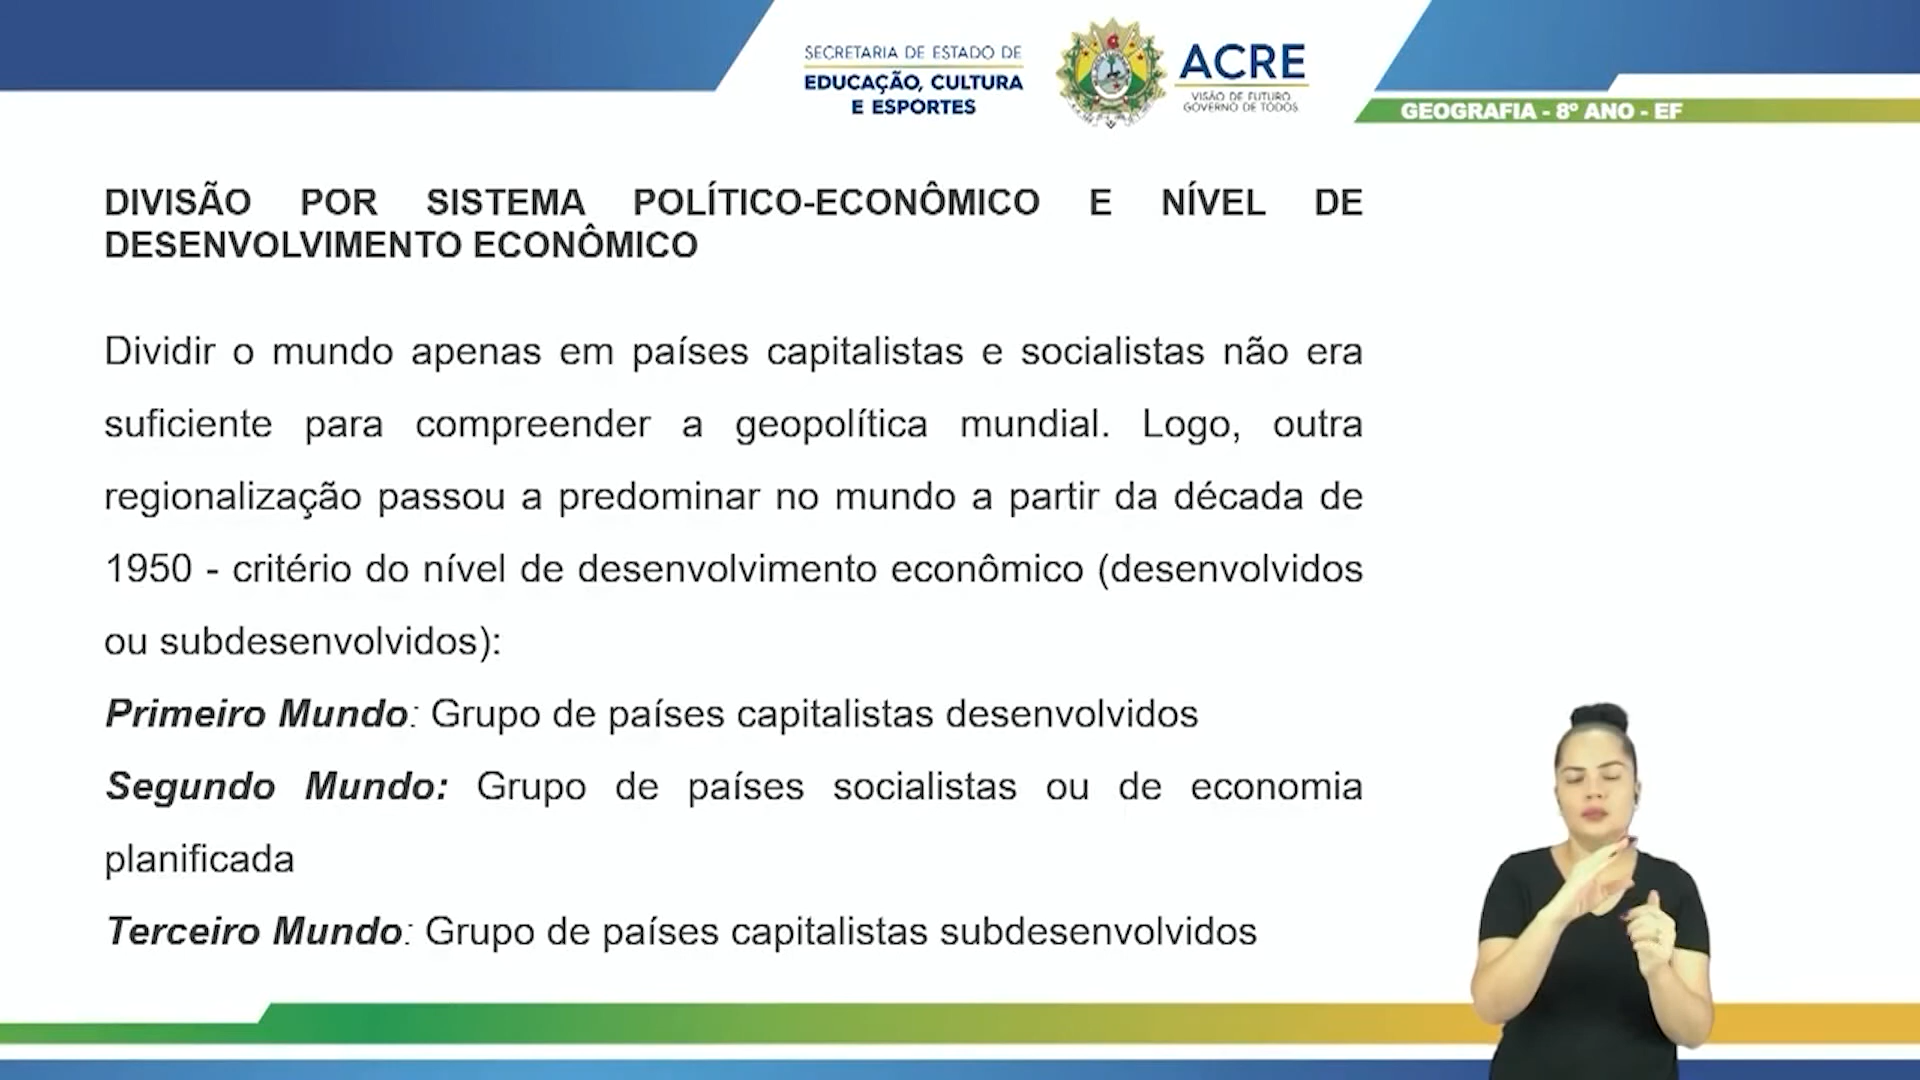 SECRETARIA DE ESTADO DE
EDUCAÇÃO, CULTURA
E ESPORTES
ACRE
VISÃO DE FUTURO
GOVERNO DE TODOS
GEOGRAFIA - 8º ANO - EF
DIVISÃO POR SISTEMA POLÍTICO-ECONÔMICO E NÍVEL DE
DESENVOLVIMENTO ECONÔMICO
Dividir o mundo apenas em países capitalistas e socialistas não era
suficiente para compreender a geopolítica mundial. Logo, outra
regionalização passou a predominar no mundo a partir da década de
1950 - critério do nível de desenvolvimento econômico (desenvolvidos
ou subdesenvolvidos):
Primeiro Mundo: Grupo de países capitalistas desenvolvidos
Segundo Mundo: Grupo de países socialistas ou de economia
planificada
Terceiro Mundo: Grupo de países capitalistas subdesenvolvidos